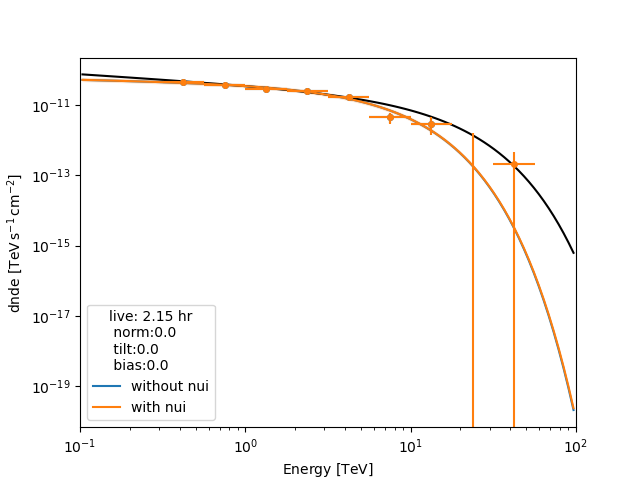 10⁻¹¹
10⁻¹³
10⁻¹⁵
10⁻¹⁷
10⁻¹⁹
dnde [TeV s⁻¹ cm⁻²]
live: 2.15 hr
norm:0.0
tilt:0.0
bias:0.0
without nui
with nui
10⁻¹ 10⁰ 10¹ 10²
Energy [TeV]